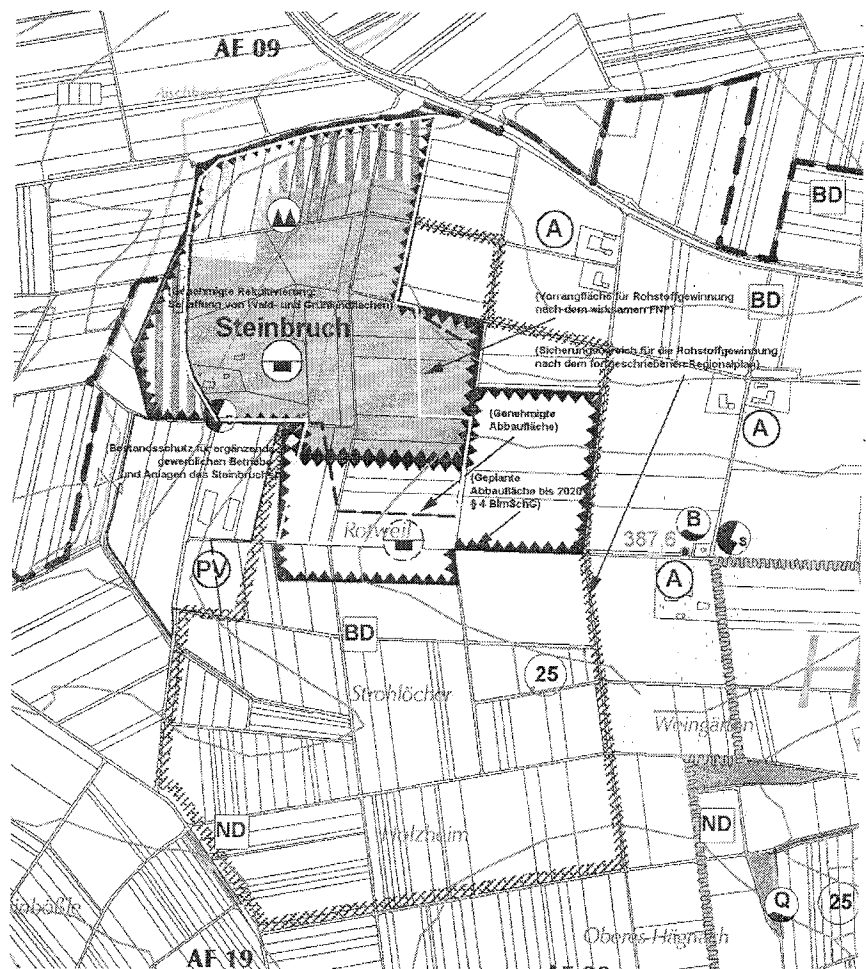 AF 09
BD
A
(Genehmigte Rekultivierung:
Schaffung von Wald- und Grünlandflächen)
(Vorrangfläche für Rohstoffgewinnung
nach dem wirksamen FNP)
BD
Steinbruch
(Sicherungsbereich für die Rohstoffgewinnung
nach dem fortgeschriebenen Regionalplan)
(Genehmigte
Abbaufläche)
A
Bestandsschutz für ergänzende
gewerblichen Betriebe
und Anlagen des Steinbruchs
(Geplante
Abbaufläche bis 2020
§ 4 BImSchG)
Rotweil
387,6
B
S
PV
A
BD
25
Strohlöcher
Weingärten
H
ND
Holzheim
ND
Q
25
Oberes-Hägnach
AF 19